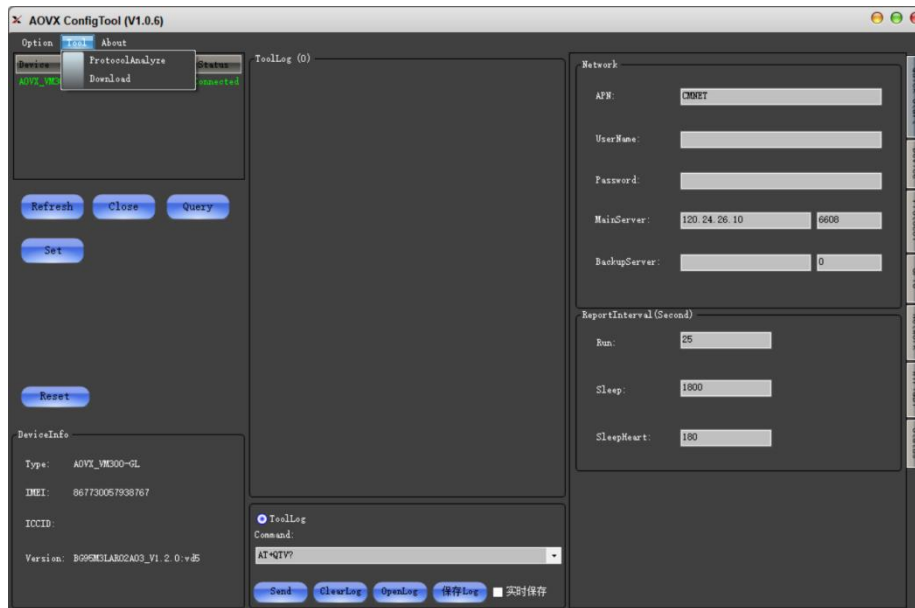 AOVX ConfigTool (V1.0.6)
Option Tool About
ProtocolAnalyze
Download
Device Status
AOVX_VM3 onnected
Refresh Close Query
Set
Reset
DeviceInfo
Type: AOVX_VM300-GL
IMEI: 867730057938767
ICCID:
Version: BG95M3LAR02A03_V1.2.0:vd5
ToolLog (0)
ToolLog
Command:
AT+QTV?
Send ClearLog OpenLog 保存Log 实时保存
Network
APN: CMNET
UserName:
Password:
MainServer: 120.24.26.10 6608
BackupServer: 0
ReportInterval(Second)
Run: 25
Sleep: 1800
SleepHeart: 180